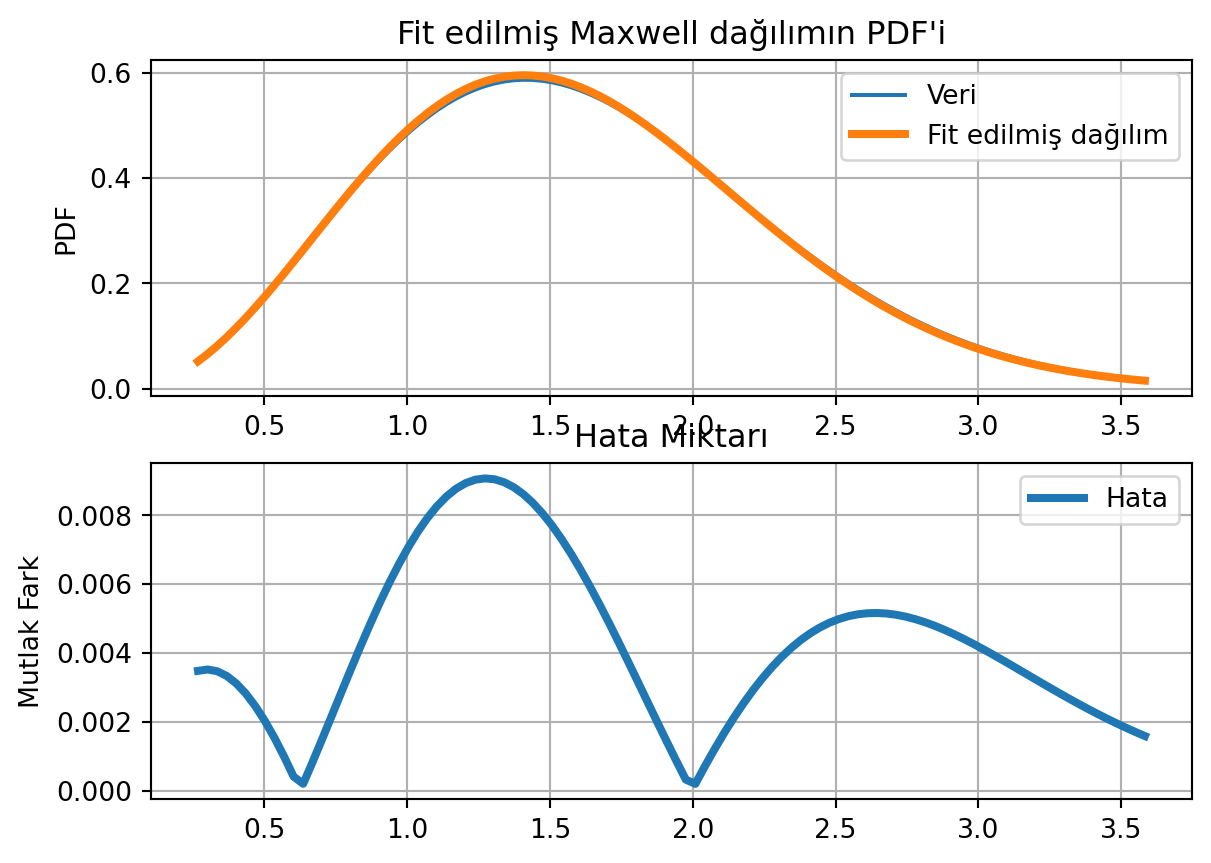 Fit edilmiş Maxwell dağılımın PDF'i
0.6
0.4
0.2
0.0
PDF
Veri
Fit edilmiş dağılım
0.5 1.0 1.5 2.0 2.5 3.0 3.5
Hata Miktarı
0.008
0.006
0.004
0.002
0.000
Mutlak Fark
Hata
0.5 1.0 1.5 2.0 2.5 3.0 3.5